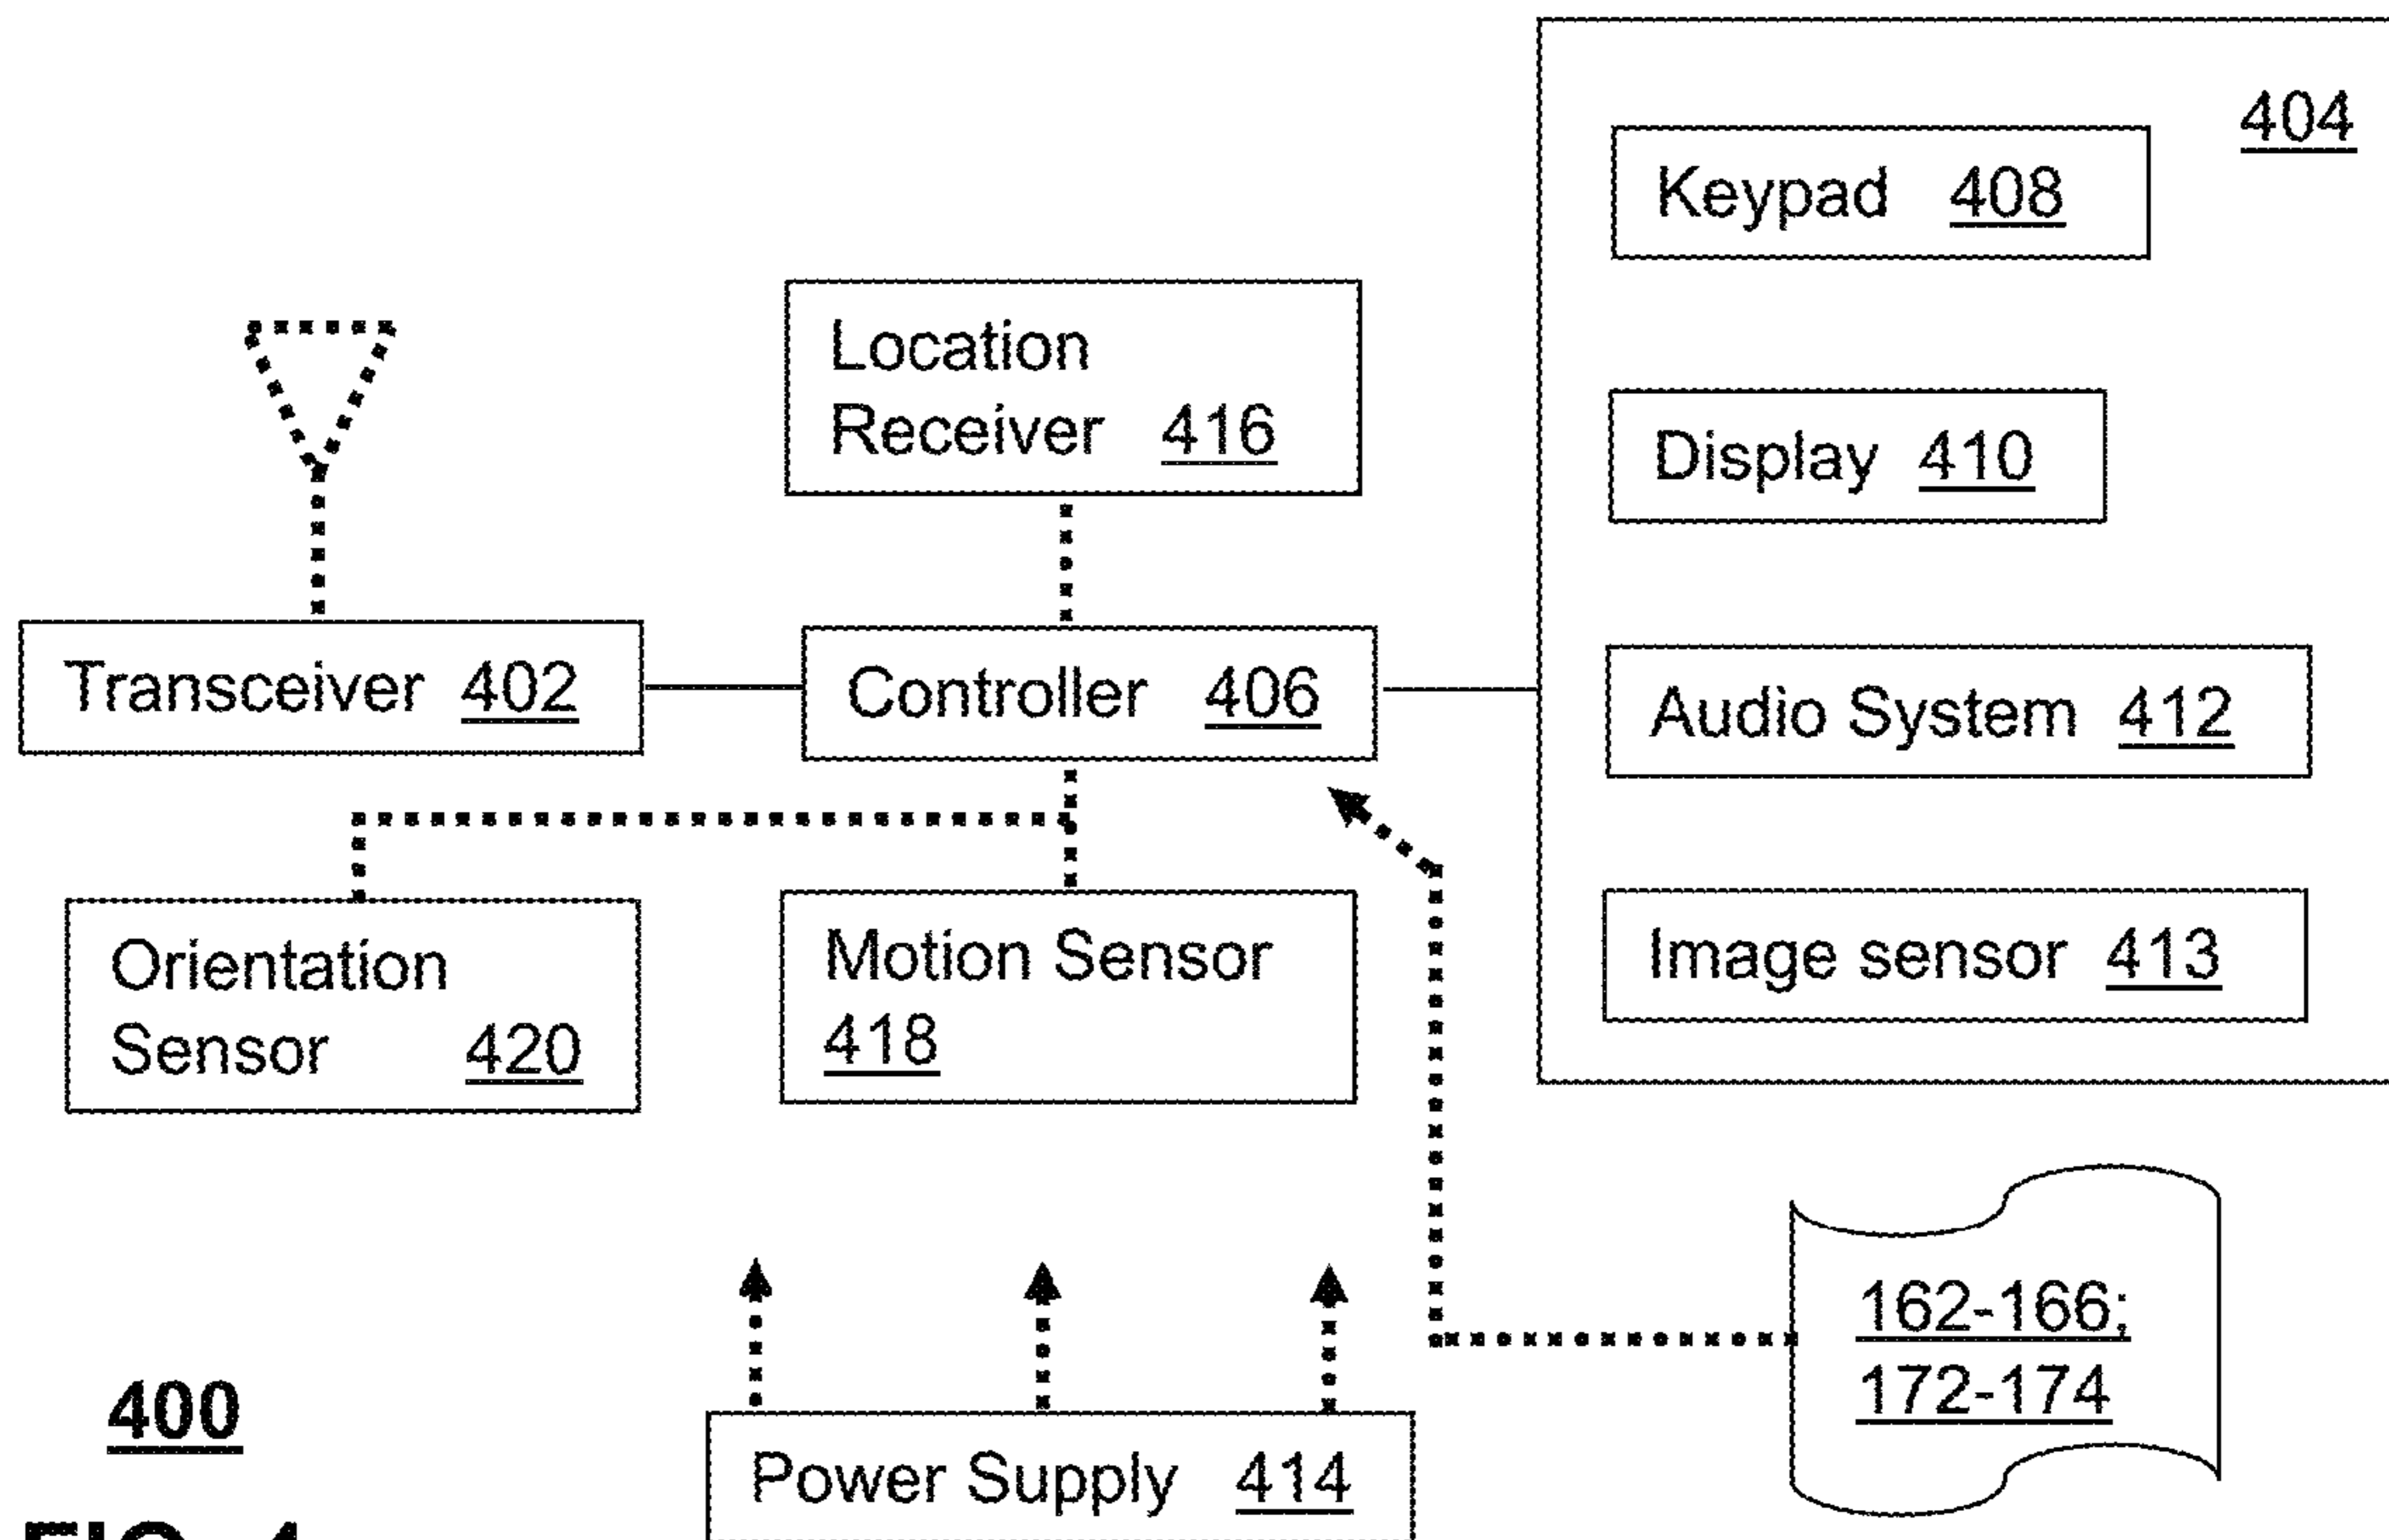 404
Keypad 408
Location
Receiver 416
Display 410
Transceiver 402
Controller 406
Audio System 412
Orientation
Sensor 420
Motion Sensor
418
Image sensor 413
162-166;
172-174
400
Power Supply 414